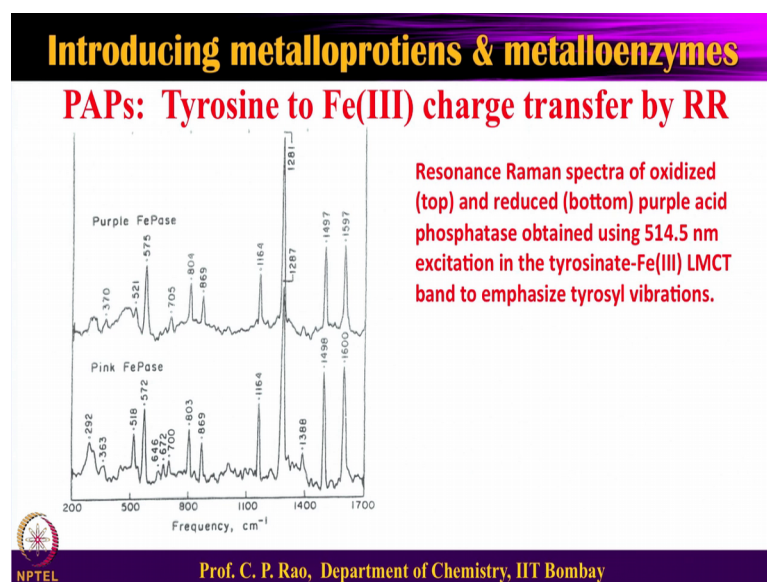 Introducing metalloprotiens & metalloenzymes
PAPs: Tyrosine to Fe(III) charge transfer by RR
Resonance Raman spectra of oxidized
(top) and reduced (bottom) purple acid
phosphatase obtained using 514.5 nm
excitation in the tyrosinate-Fe(III) LMCT
band to emphasize tyrosyl vibrations.
Purple FePase
370
521
575
705
804
869
1164
1281
1287
1497
1597
Pink FePase
292
363
518
572
646
672
700
803
869
1164
1388
1498
1600
200 500 800 1100 1400 1700
Frequency, cm⁻¹
NPTEL
Prof. C. P. Rao, Department of Chemistry, IIT Bombay